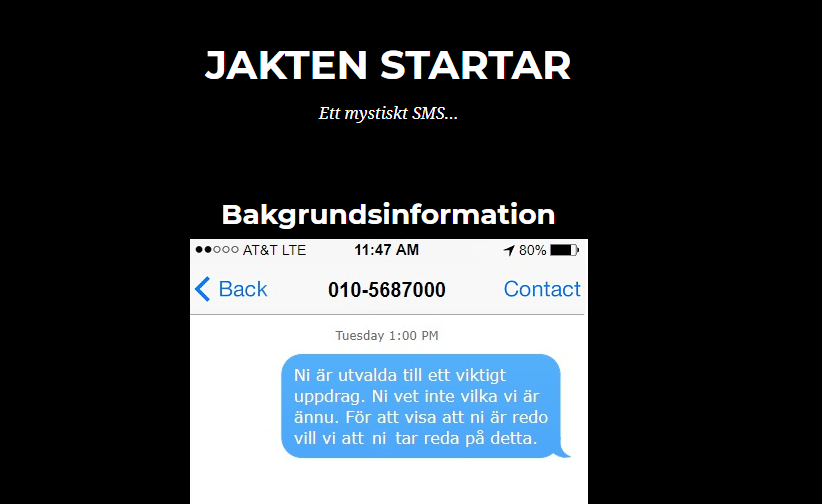 JAKTEN STARTAR
Ett mystiskt SMS...
Bakgrundsinformation
AT&T LTE 11:47 AM 80%
Back 010-5687000 Contact
Tuesday 1:00 PM
Ni är utvalda till ett viktigt
uppdrag. Ni vet inte vilka vi är
ännu. För att visa att ni är redo
vill vi att ni tar reda på detta.